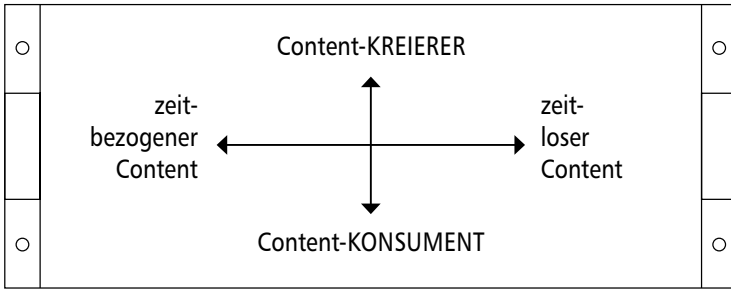 Content-KREIERER
zeit-
bezogener
Content
zeit-
loser
Content
Content-KONSUMENT